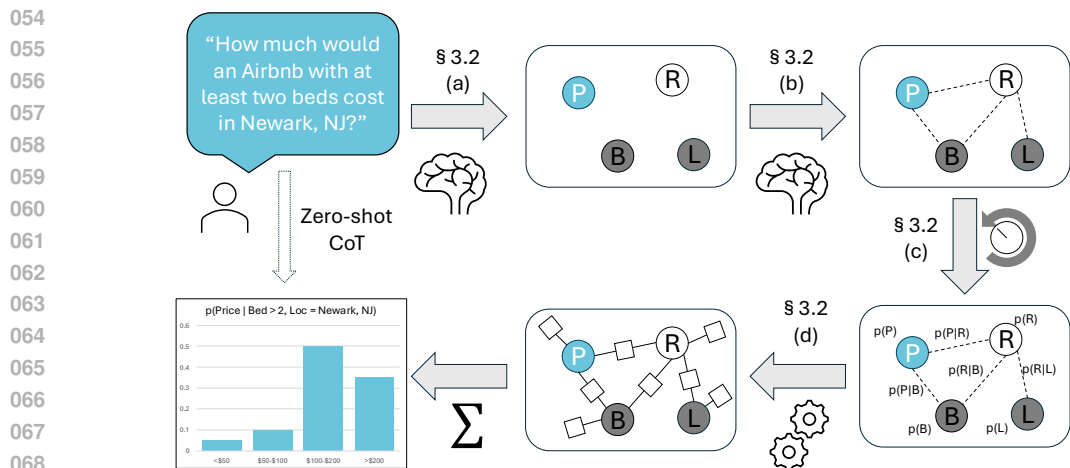 054
055
056
057
058
059
060
061
062
063
064
065
066
067
068
“How much would
an Airbnb with at
least two beds cost
in Newark, NJ?”
§ 3.2
(a)
P
R
B
L
§ 3.2
(b)
P
R
B
L
Zero-shot
CoT
§ 3.2
(c)
p(Price | Bed > 2, Loc = Newark, NJ)
0.6
0.5
0.4
0.3
0.2
0.1
0
<$50
$50-$100
$100-$200
>$200
Σ
P
R
B
L
§ 3.2
(d)
p(P)
P
p(P|R)
R
p(R)
p(P|B)
p(R|B)
p(R|L)
p(B)
B
p(L)
L